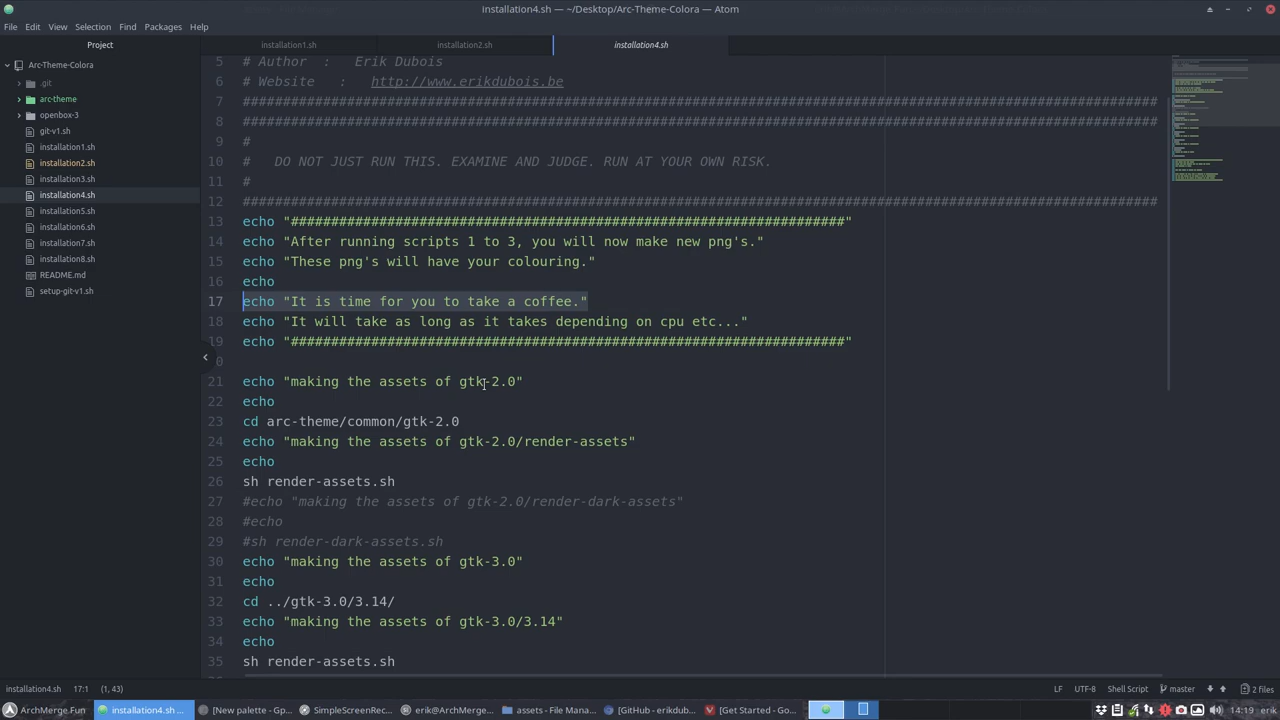 installation4.sh — ~/Desktop/Arc-Theme-Colora — Atom
File Edit View Selection Find Packages Help
Project
installation1.sh
installation2.sh
installation4.sh
Arc-Theme-Colora
.git
arc-theme
openbox-3
git-v1.sh
installation1.sh
installation2.sh
installation3.sh
installation4.sh
installation5.sh
installation6.sh
installation7.sh
installation8.sh
README.md
setup-git-v1.sh
5 # Author : Erik Dubois
6 # Website : http://www.erikdubois.be
7 ##################################################################################################################
8 ##################################################################################################################
9 #
10 # DO NOT JUST RUN THIS. EXAMINE AND JUDGE. RUN AT YOUR OWN RISK.
11 #
12 ##################################################################################################################
13 echo "#####################################################################"
14 echo "After running scripts 1 to 3, you will now make new png's."
15 echo "These png's will have your colouring."
16 echo
17 echo "It is time for you to take a coffee."
18 echo "It will take as long as it takes depending on cpu etc..."
19 echo "#####################################################################"
0
21 echo "making the assets of gtk-2.0"
22 echo
23 cd arc-theme/common/gtk-2.0
24 echo "making the assets of gtk-2.0/render-assets"
25 echo
26 sh render-assets.sh
27 #echo "making the assets of gtk-2.0/render-dark-assets"
28 #echo
29 #sh render-dark-assets.sh
30 echo "making the assets of gtk-3.0"
31 echo
32 cd ../gtk-3.0/3.14/
33 echo "making the assets of gtk-3.0/3.14"
34 echo
35 sh render-assets.sh
installation4.sh 17:1 (1, 43)
LF UTF-8 Shell Script master 2 files
ArchMerge Fun installation4.sh ... [New palette - Gp... SimpleScreenRec... erik@ArchMerge... assets - File Mana... [GitHub - erikdub... [Get Started - Go... 14:19 erik